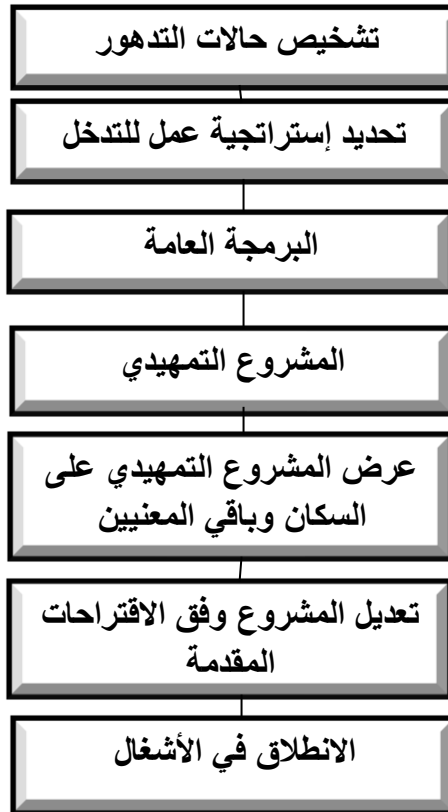 تشخيص حالات التدهور
تحديد إستراتجية عمل للتدخل
البرمجة العامة
المشروع التمهيدي
عرض المشروع التمهيدي على
السكان وباقي المعنيين
تعديل المشروع وفق الاقتراحات
المقدمة
الانطلاق في الأشغال